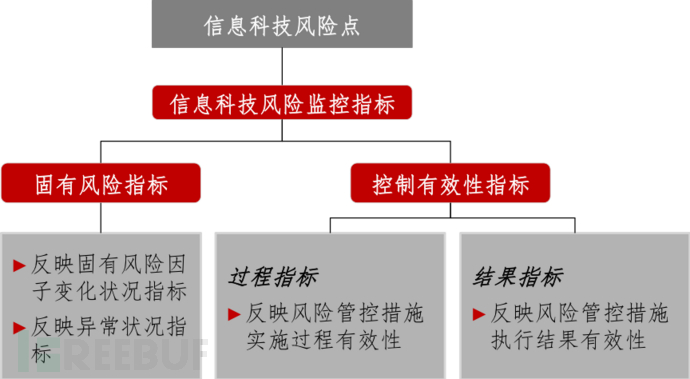 信息科技风险点
信息科技风险监控指标
固有风险指标
控制有效性指标
反映固有风险因
子变化状况指标
反映异常状况指
标
过程指标
反映风险管控措施
实施过程有效性
结果指标
反映风险管控措施
执行结果有效性
FREEBUF